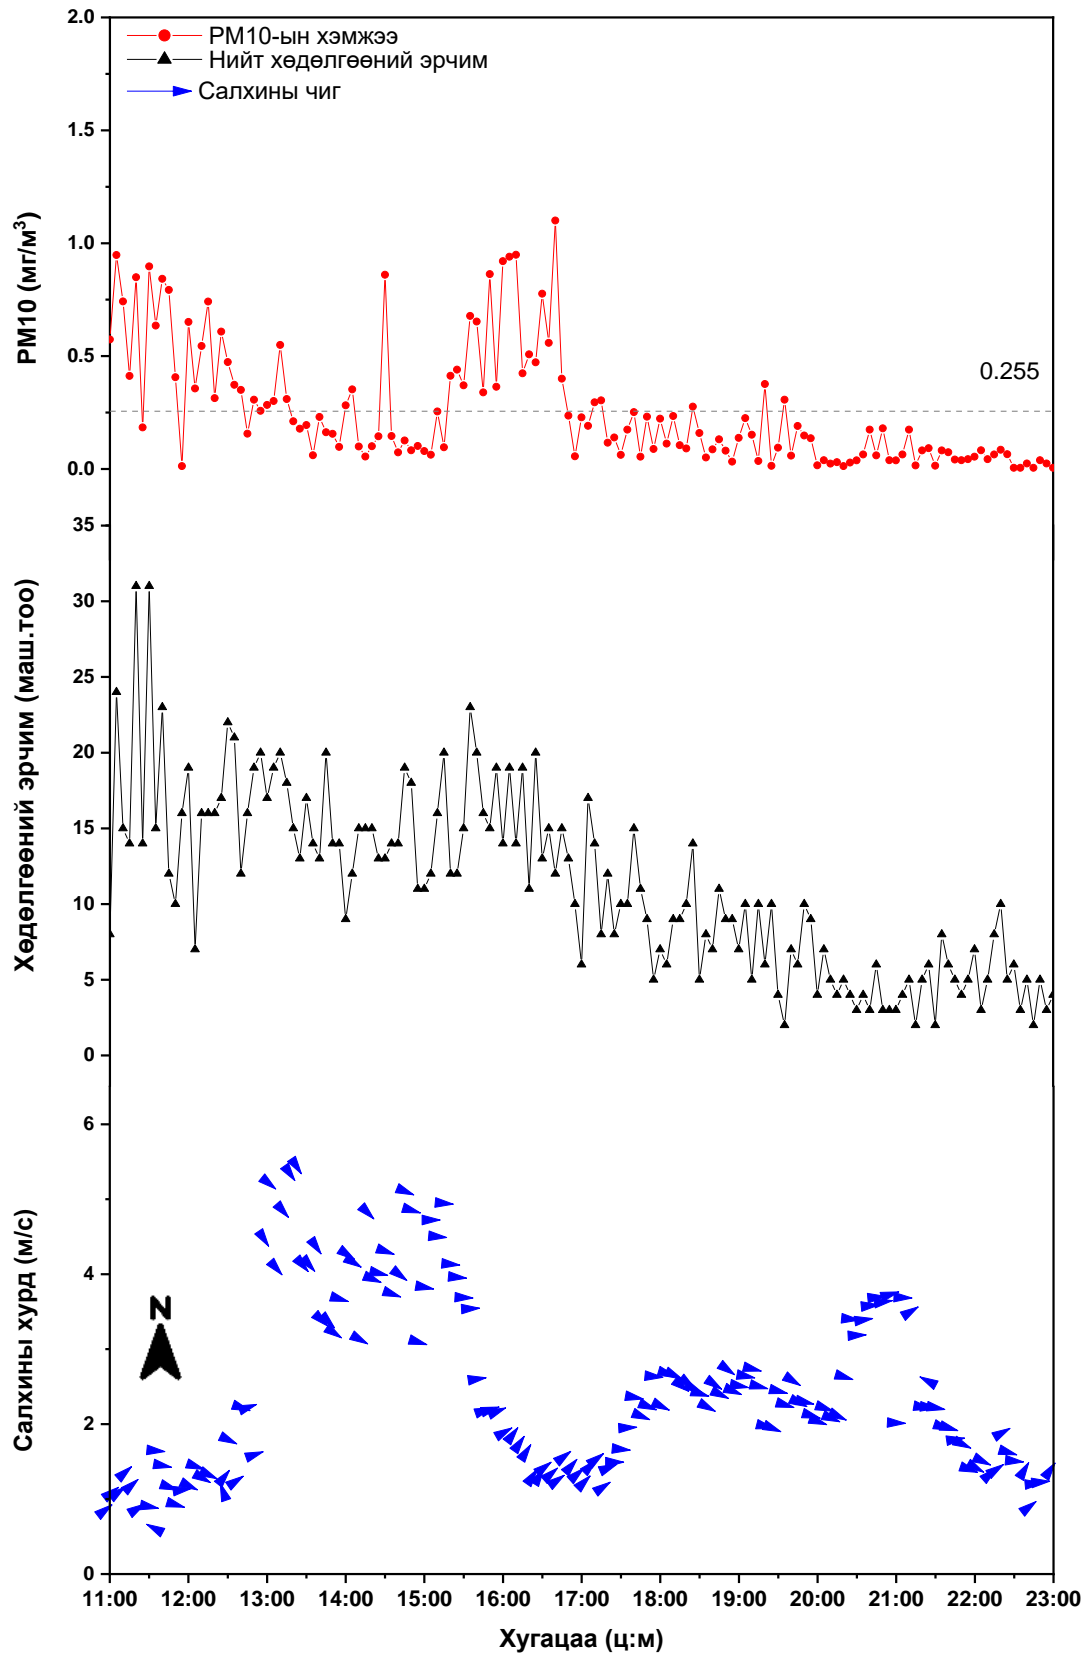 PM10-ын хэмжээ
Нийт хөдөлгөөний эрчим
Салхины чиг
PM10 (мг/м³)
2.0
1.5
1.0
0.5
0.0
0.255
Хөдөлгөөний эрчим (маш.тоо)
35
30
25
20
15
10
5
0
Салхины хурд (м/с)
6
4
2
0
N
11:00 12:00 13:00 14:00 15:00 16:00 17:00 18:00 19:00 20:00 21:00 22:00 23:00
Хугацаа (ц:м)